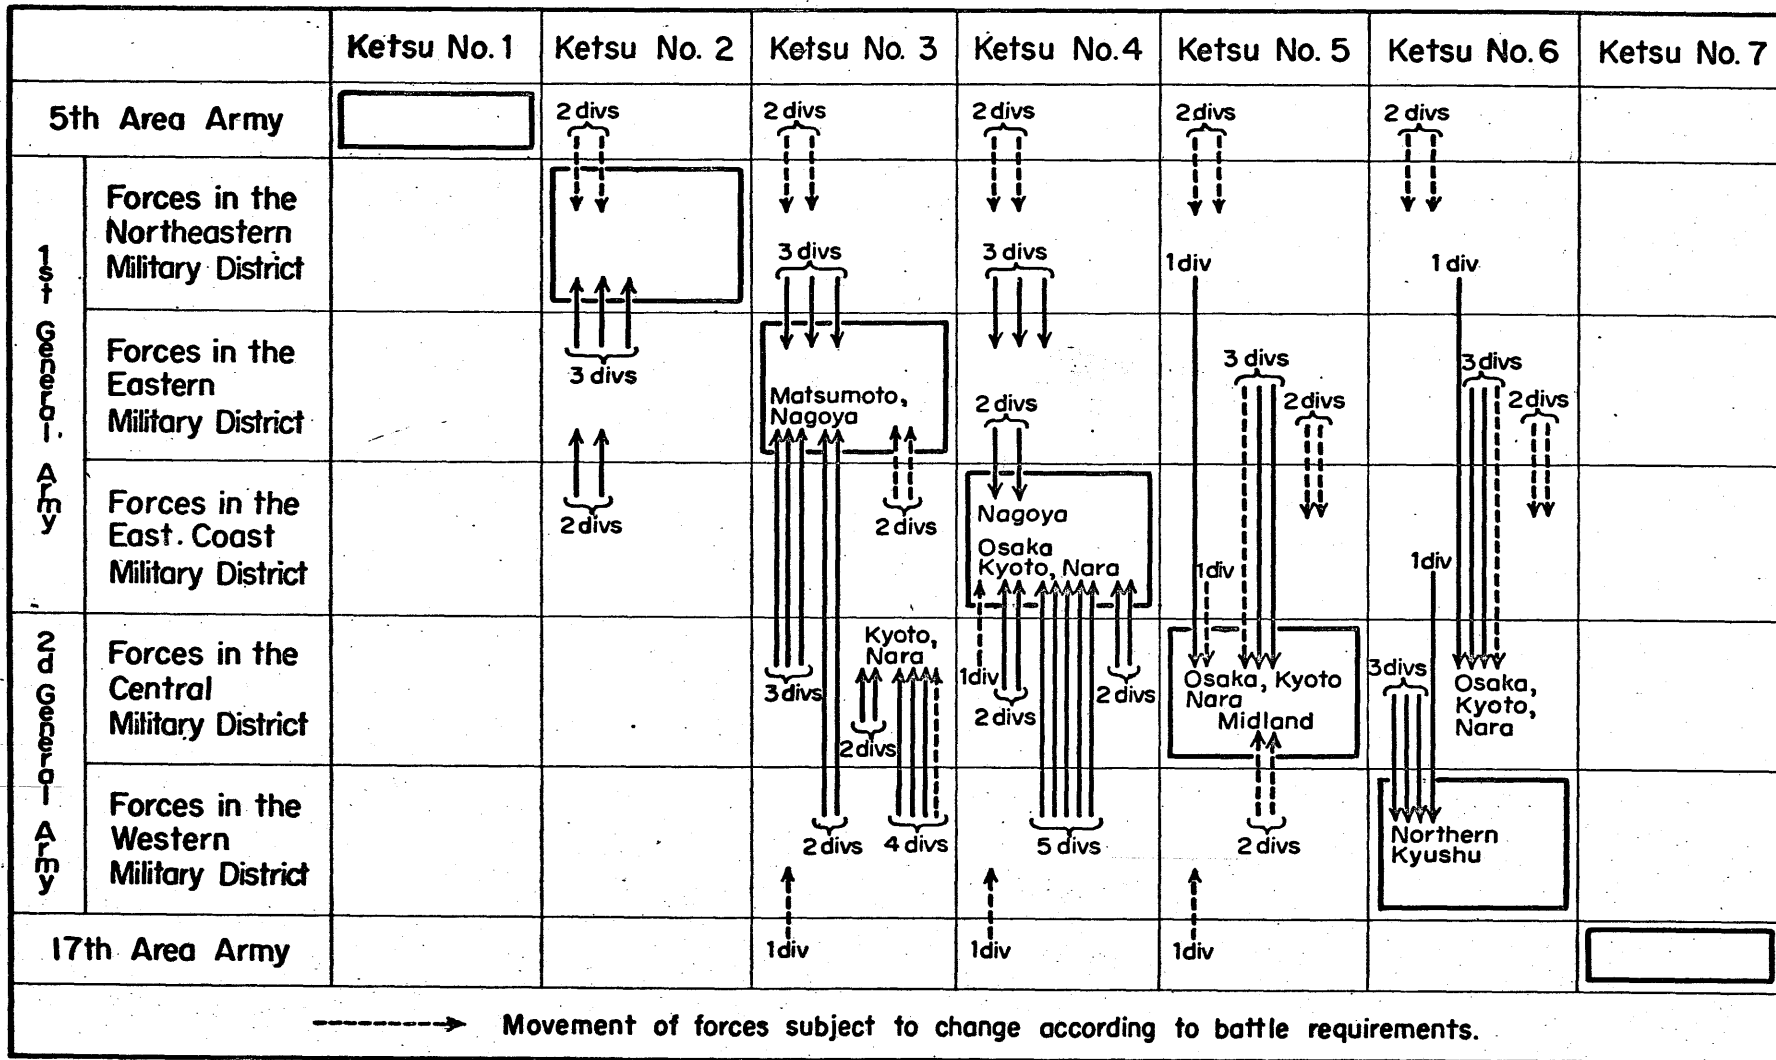 Ketsu No. 1
Ketsu No. 2
Ketsu No. 3
Ketsu No. 4
Ketsu No. 5
Ketsu No. 6
Ketsu No. 7
5th Area Army
2 divs
2 divs
2 divs
2 divs
2 divs
1st General Army
Forces in the
Northeastern
Military District
3 divs
3 divs
1 div
1 div
Forces in the
Eastern
Military District
3 divs
Matsumoto,
Nagoya
2 divs
3 divs
2 divs
3 divs
2 divs
Forces in the
East Coast
Military District
2 divs
2 divs
Nagoya
Osaka
Kyoto, Nara
1 div
1 div
2d General Army
Forces in the
Central
Military District
3 divs
Kyoto,
Nara
2 divs
1 div
2 divs
2 divs
Osaka, Kyoto
Nara
Midland
3 divs
Osaka,
Kyoto,
Nara
Forces in the
Western
Military District
2 divs
4 divs
5 divs
2 divs
Northern
Kyushu
17th Area Army
1 div
1 div
1 div
Movement of forces subject to change according to battle requirements.